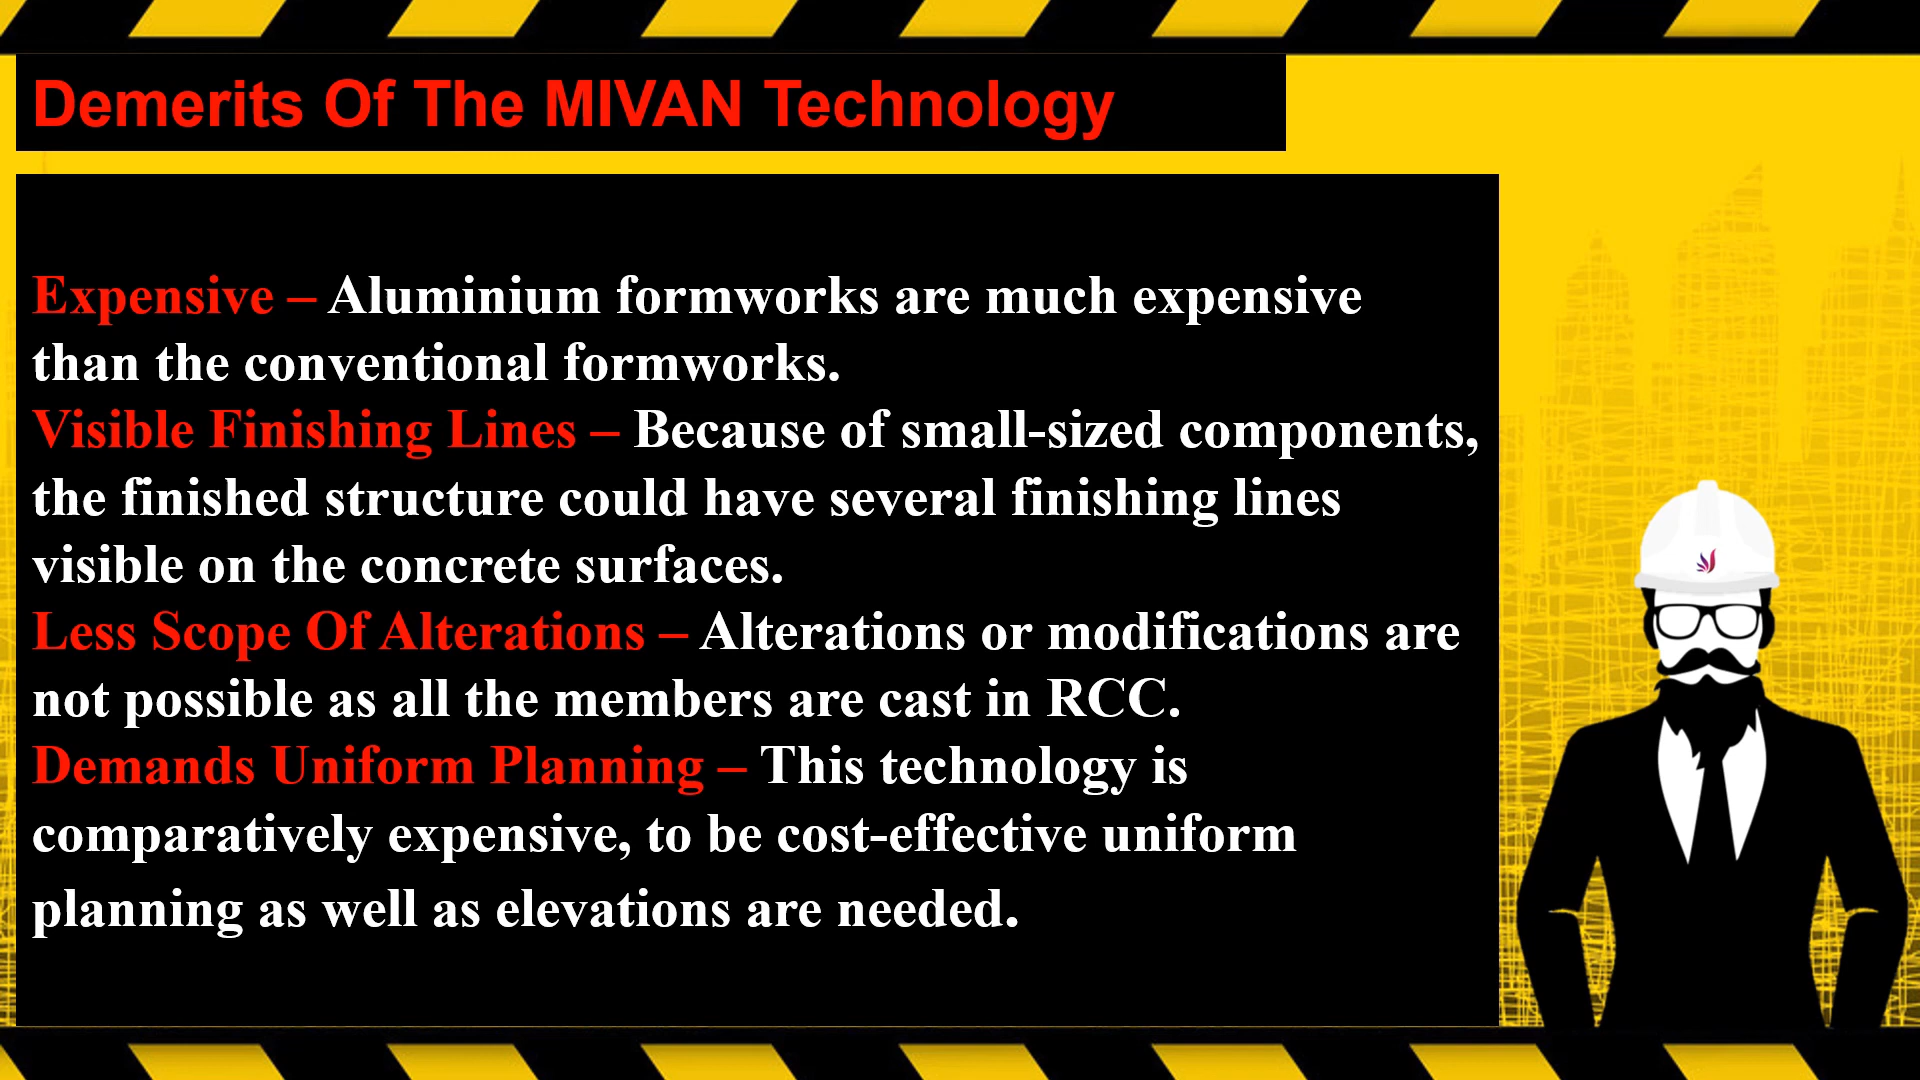 Demerits Of The MIVAN Technology
Expensive – Aluminium formworks are much expensive
than the conventional formworks.
Visible Finishing Lines – Because of small-sized components,
the finished structure could have several finishing lines
visible on the concrete surfaces.
Less Scope Of Alterations – Alterations or modifications are
not possible as all the members are cast in RCC.
Demands Uniform Planning – This technology is
comparatively expensive, to be cost-effective uniform
planning as well as elevations are needed.